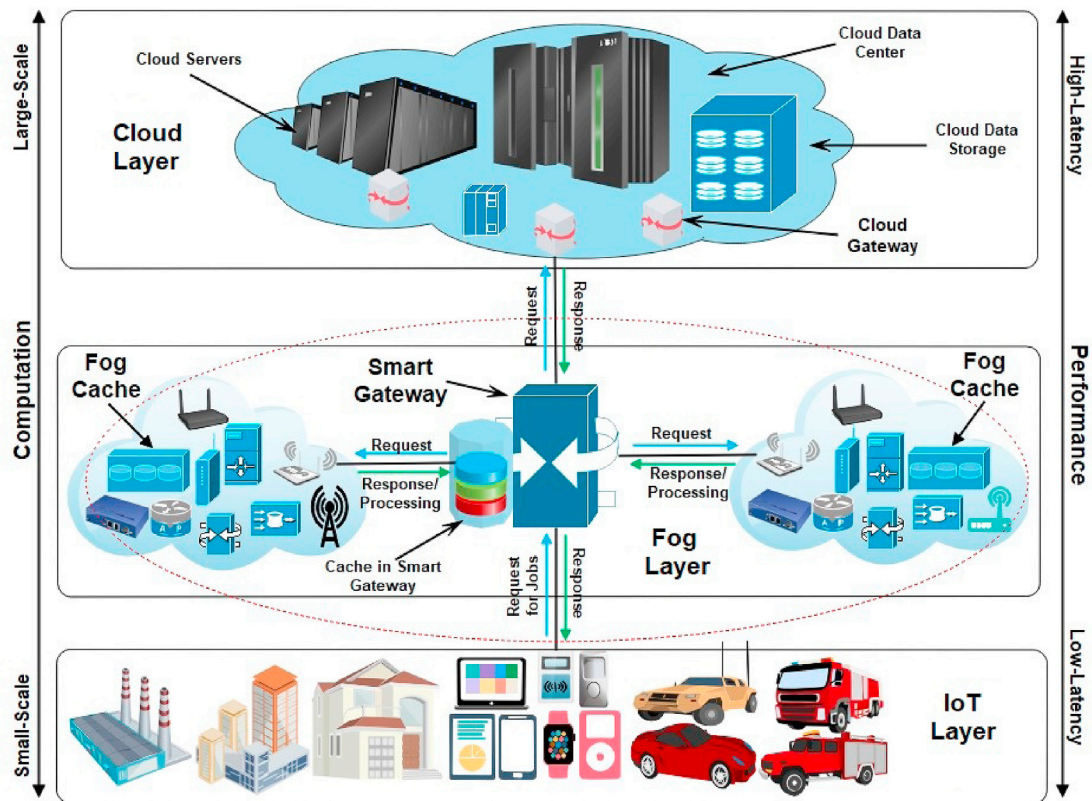 Large-Scale
Computation
Small-Scale
High-Latency
Performance
Low-Latency
Cloud Servers
Cloud
Layer
Cloud Data
Center
Cloud Data
Storage
Cloud
Gateway
Request
Response
Fog
Cache
Smart
Gateway
Fog
Cache
Request
Response/
Processing
Request
Response/
Processing
Cache in Smart
Gateway
Fog
Layer
Request
for Jobs
Response
A P
A P
IoT
Layer